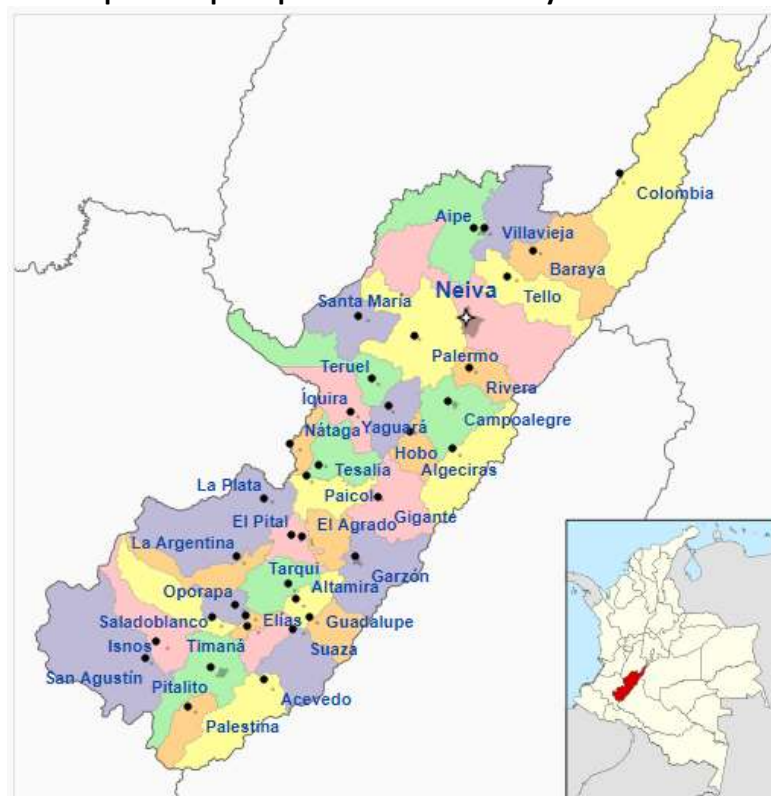 Colombia
Aipe
Villavieja
Baraya
Neiva
Tello
Santa María
Palermo
Teruel
Rivera
Íquira
Yaguará
Campoalegre
Nátaga
Hobo
Tesalia
Algeciras
La Plata
Paicol
Gigante
El Pital
El Agrado
La Argentina
Tarqui
Garzón
Oporapa
Altamira
Saladoblanco
Elías
Guadalupe
Isnos
Timaná
Suaza
San Agustín
Pitalito
Acevedo
Palestina